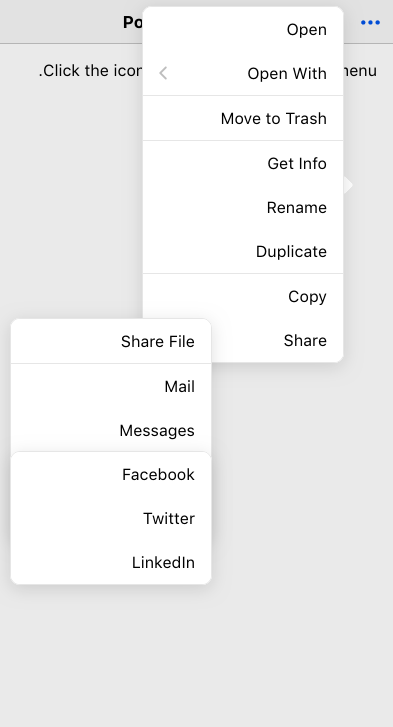 Po
.Click the icon
enu
Open
Open With
Move to Trash
Get Info
Rename
Duplicate
Copy
Share
Share File
Mail
Messages
Facebook
Twitter
LinkedIn